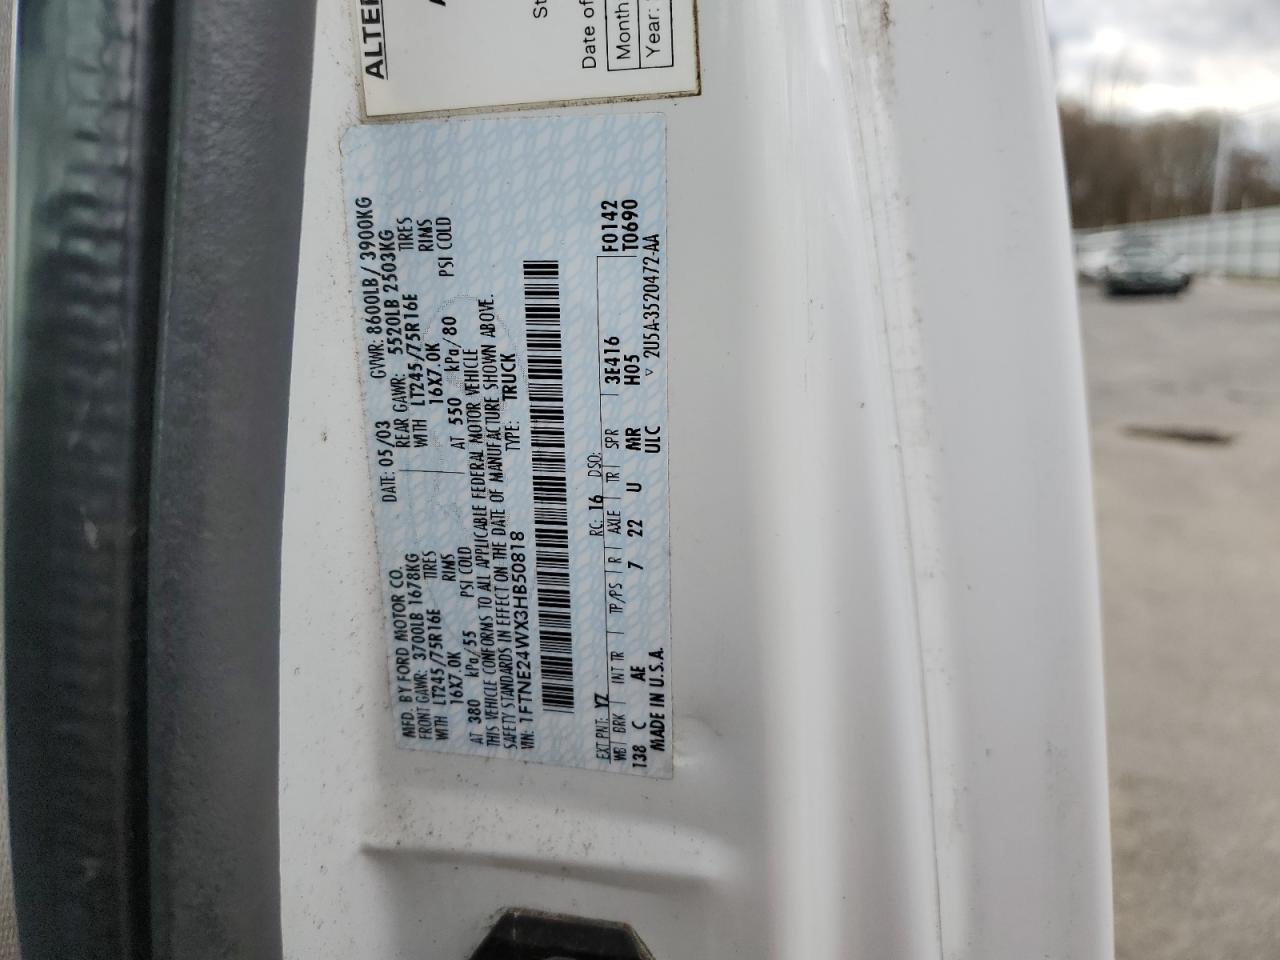 ALTER
St
Date of
Month
Year:
MFD. BY FORD MOTOR CO.
DATE: 05/03 GVWR: 8600LB/ 3900KG
FRONT GAWR: 3700LB 1678KG REAR GAWR: 5520LB 2503KG
WITH LT245/75R16E TIRES WITH LT245/75R16E TIRES
16X7.0K RIMS 16X7.0K RIMS
AT 380 kPa/55 PSI COLD AT 550 kPa/80 PSI COLD
THIS VEHICLE CONFORMS TO ALL APPLICABLE FEDERAL MOTOR VEHICLE
SAFETY STANDARDS IN EFFECT ON THE DATE OF MANUFACTURE SHOWN ABOVE.
VIN: 1FTNE24WX3HB50818 TYPE: TRUCK
EXT PNT: YZ RC: 16 DSO: F0142
WB BRK INT TR TP/PS R AXLE TR SPR 3E416 T0690
138 C AE 7 22 U MR H05
MADE IN U.S.A. ULC 2U5A-3520472-AA